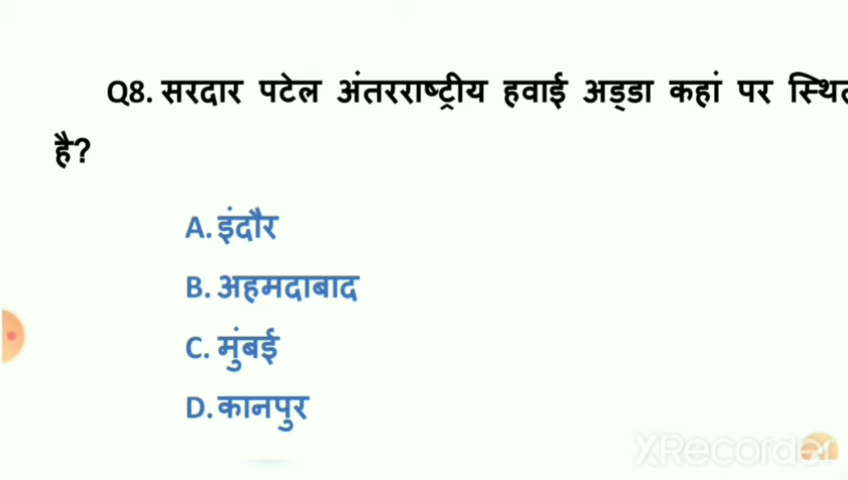 Q8. सरदार पटेल अंतरराष्ट्रीय हवाई अड्डा कहां पर स्थित
है?
A. इंदौर
B. अहमदाबाद
C. मुंबई
D. कानपुर
XRecorder